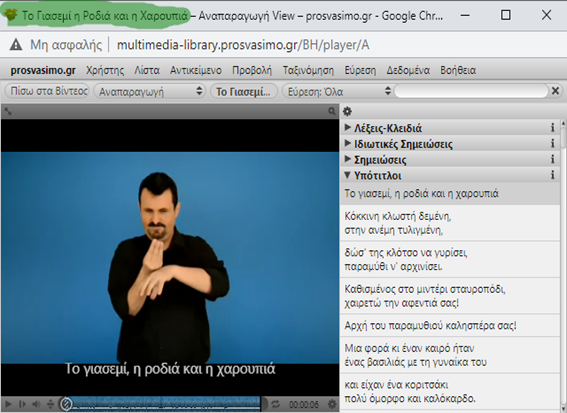 Το Γιασεμί η Ροδιά και η Χαρουπιά – Αναπαραγωγή View – prosvasimo.gr - Google Chr...
Μη ασφαλής | multimedia-library.prosvasimo.gr/BH/player/A
prosvasimo.gr Χρήστης Λίστα Αντικείμενο Προβολή Ταξινόμηση Εύρεση Δεδομένα Βοήθεια
Πίσω στα Βίντεος Αναπαραγωγή Το Γιασεμί... Εύρεση: Όλα
Λέξεις-Κλειδιά
Ιδιωτικές Σημειώσεις
Σημειώσεις
Υπότιτλοι
Το γιασεμί, η ροδιά και η χαρουπιά
Κόκκινη κλωστή δεμένη,
στην ανέμη τυλιγμένη,
δώσ' της κλότσο να γυρίσει,
παραμύθι ν' αρχινίσει.
Καθισμένος στο μιντέρι σταυροπόδι,
χαιρετώ την αφεντιά σας!
Αρχή του παραμυθιού καλησπέρα σας!
Μια φορά κι έναν καιρό ήταν
ένας βασιλιάς με τη γυναίκα του
και είχαν ένα κοριτσάκι
πολύ όμορφο και καλόκαρδο.
Το γιασεμί, η ροδιά και η χαρουπιά
00:00:06